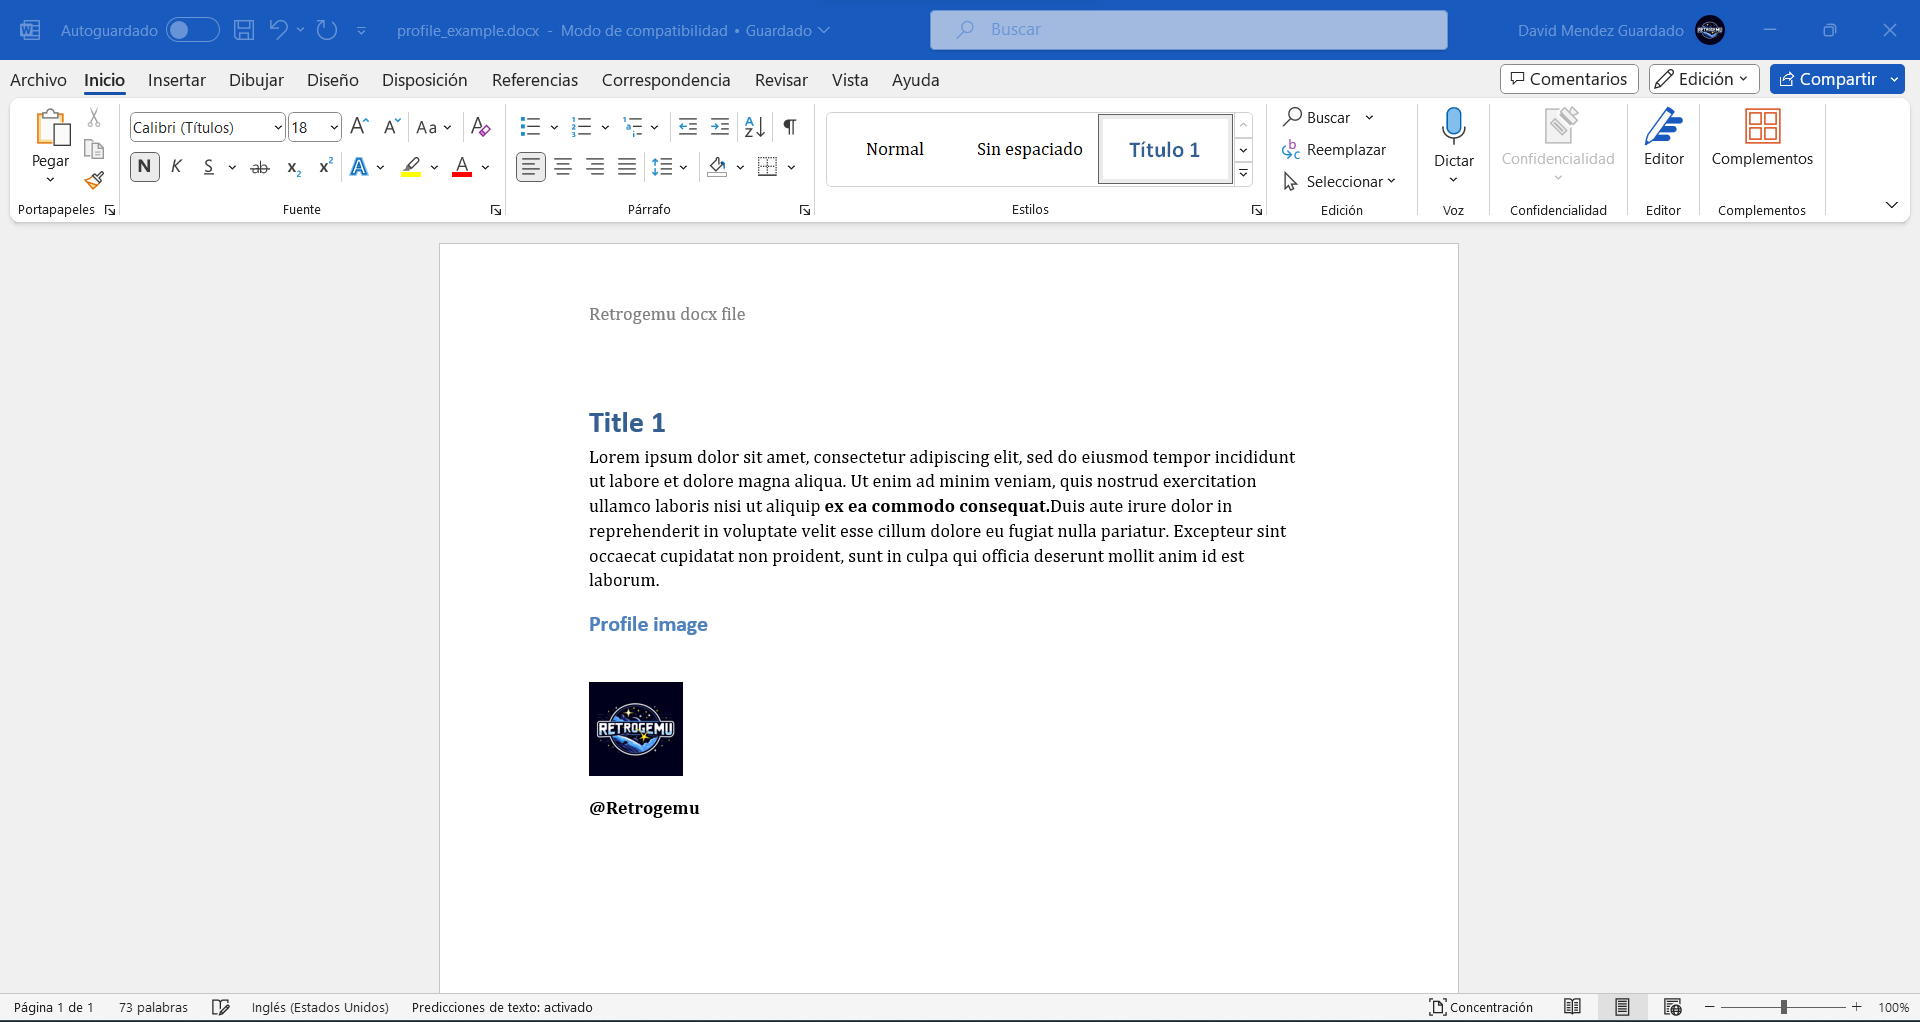 Autoguardado
profile_example.docx - Modo de compatibilidad • Guardado
Buscar
David Mendez Guardado
Archivo Inicio Insertar Dibujar Diseño Disposición Referencias Correspondencia Revisar Vista Ayuda
Comentarios Edición Compartir
Pegar
Portapapeles
Calibri (Títulos) 18
Fuente
Párrafo
Normal Sin espaciado Título 1
Estilos
Buscar
Reemplazar
Seleccionar
Edición
Dictar
Voz
Confidencialidad
Confidencialidad
Editor
Editor
Complementos
Complementos
Retrogemu docx file
Title 1
Lorem ipsum dolor sit amet, consectetur adipiscing elit, sed do eiusmod tempor incididunt
ut labore et dolore magna aliqua. Ut enim ad minim veniam, quis nostrud exercitation
ullamco laboris nisi ut aliquip ex ea commodo consequat.Duis aute irure dolor in
reprehenderit in voluptate velit esse cillum dolore eu fugiat nulla pariatur. Excepteur sint
occaecat cupidatat non proident, sunt in culpa qui officia deserunt mollit anim id est
laborum.
Profile image
RETROGEMU
@Retrogemu
Página 1 de 1 73 palabras Inglés (Estados Unidos) Predicciones de texto: activado
Concentración 100%